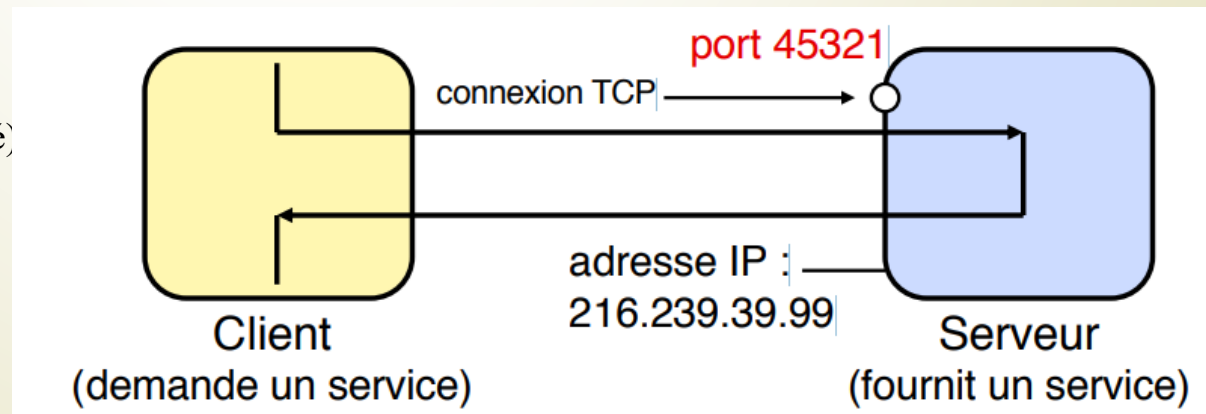 port 45321
connexion TCP
é)
adresse IP :
216.239.39.99
Client
(demande un service)
Serveur
(fournit un service)